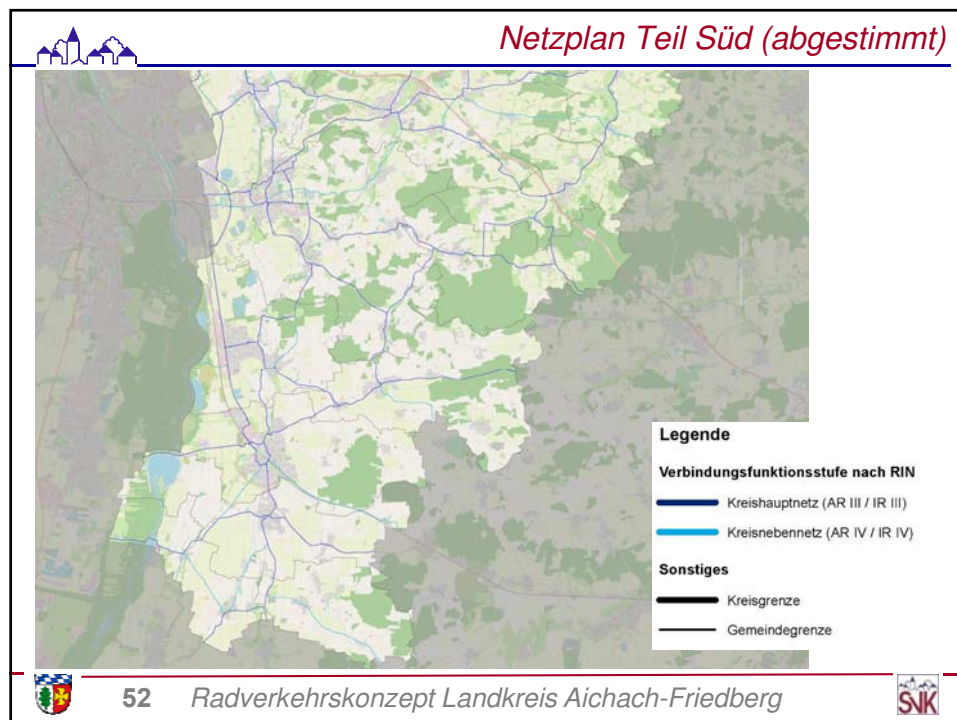 Netzplan Teil Süd (abgestimmt)
Legende
Verbindungsfunktionsstufe nach RIN
Kreishauptnetz (AR III / IR III)
Kreisnebennetz (AR IV / IR IV)
Sonstiges
Kreisgrenze
Gemeindegrenze
52 Radverkehrskonzept Landkreis Aichach-Friedberg
SVK